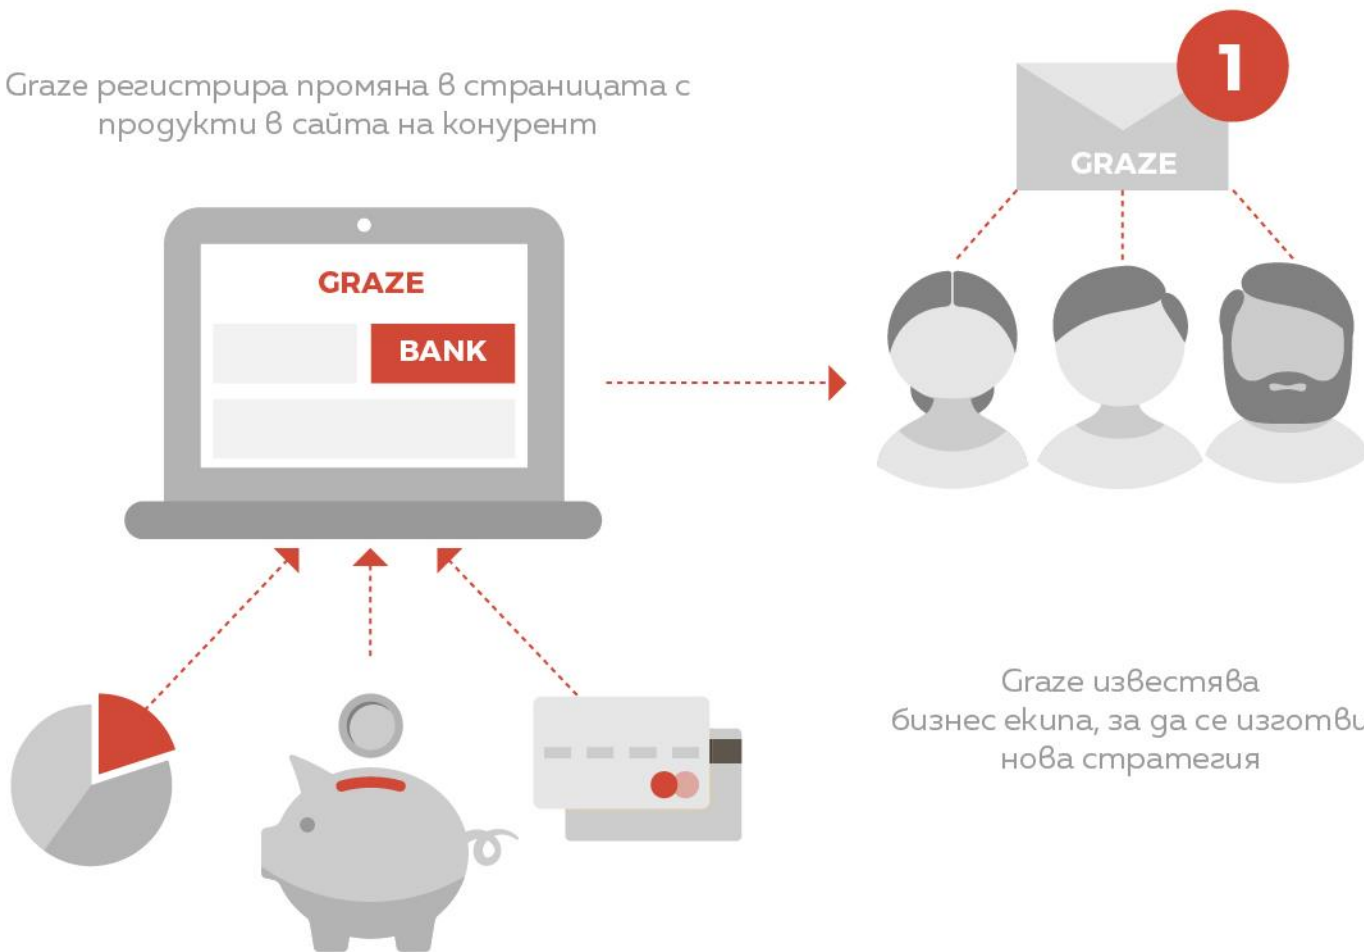 Graze регистрира промяна в страницата с
продукти в сайта на конурент
1
GRAZE
GRAZE
BANK
Graze известява
бизнес екипа, за да се изготви
нова стратегия